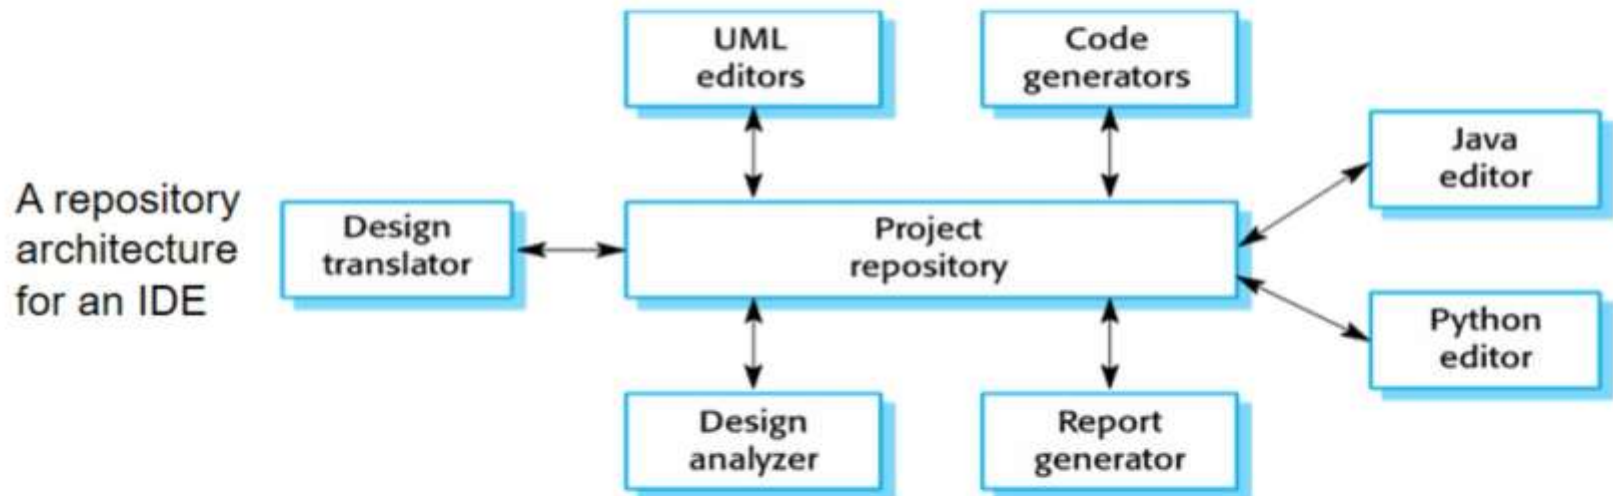 UML
editors
Code
generators
Java
editor
A repository
architecture
for an IDE
Design
translator
Project
repository
Python
editor
Design
analyzer
Report
generator